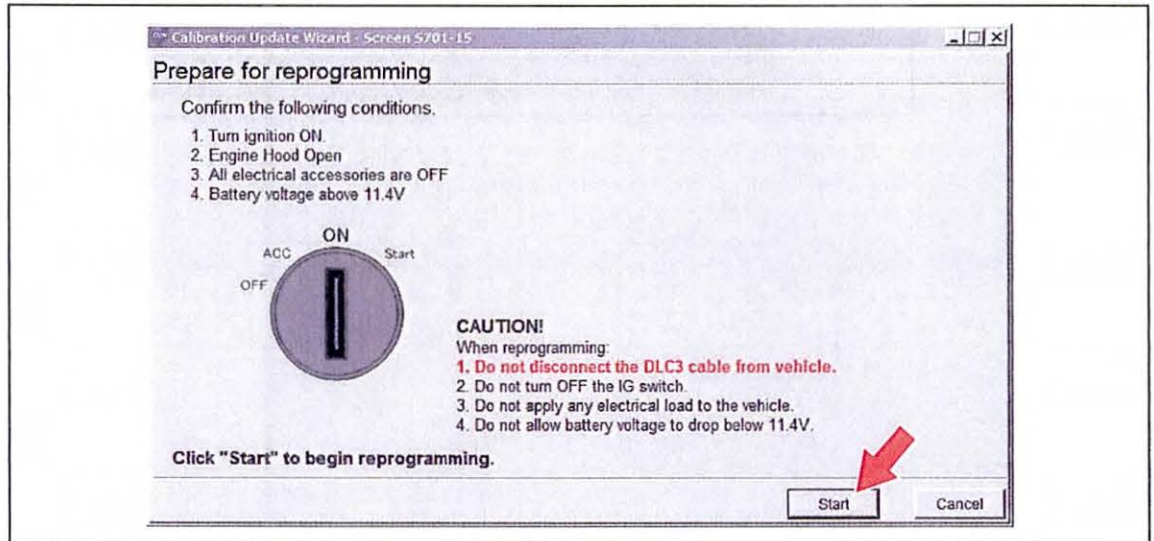 Calibration Update Wizard - Screen S701-15
Prepare for reprogramming
Confirm the following conditions.
1. Turn ignition ON.
2. Engine Hood Open
3. All electrical accessories are OFF
4. Battery voltage above 11.4V
ON
ACC
Start
OFF
CAUTION!
When reprogramming:
1. Do not disconnect the DLC3 cable from vehicle.
2. Do not turn OFF the IG switch.
3. Do not apply any electrical load to the vehicle.
4. Do not allow battery voltage to drop below 11.4V.
Click "Start" to begin reprogramming.
Start
Cancel